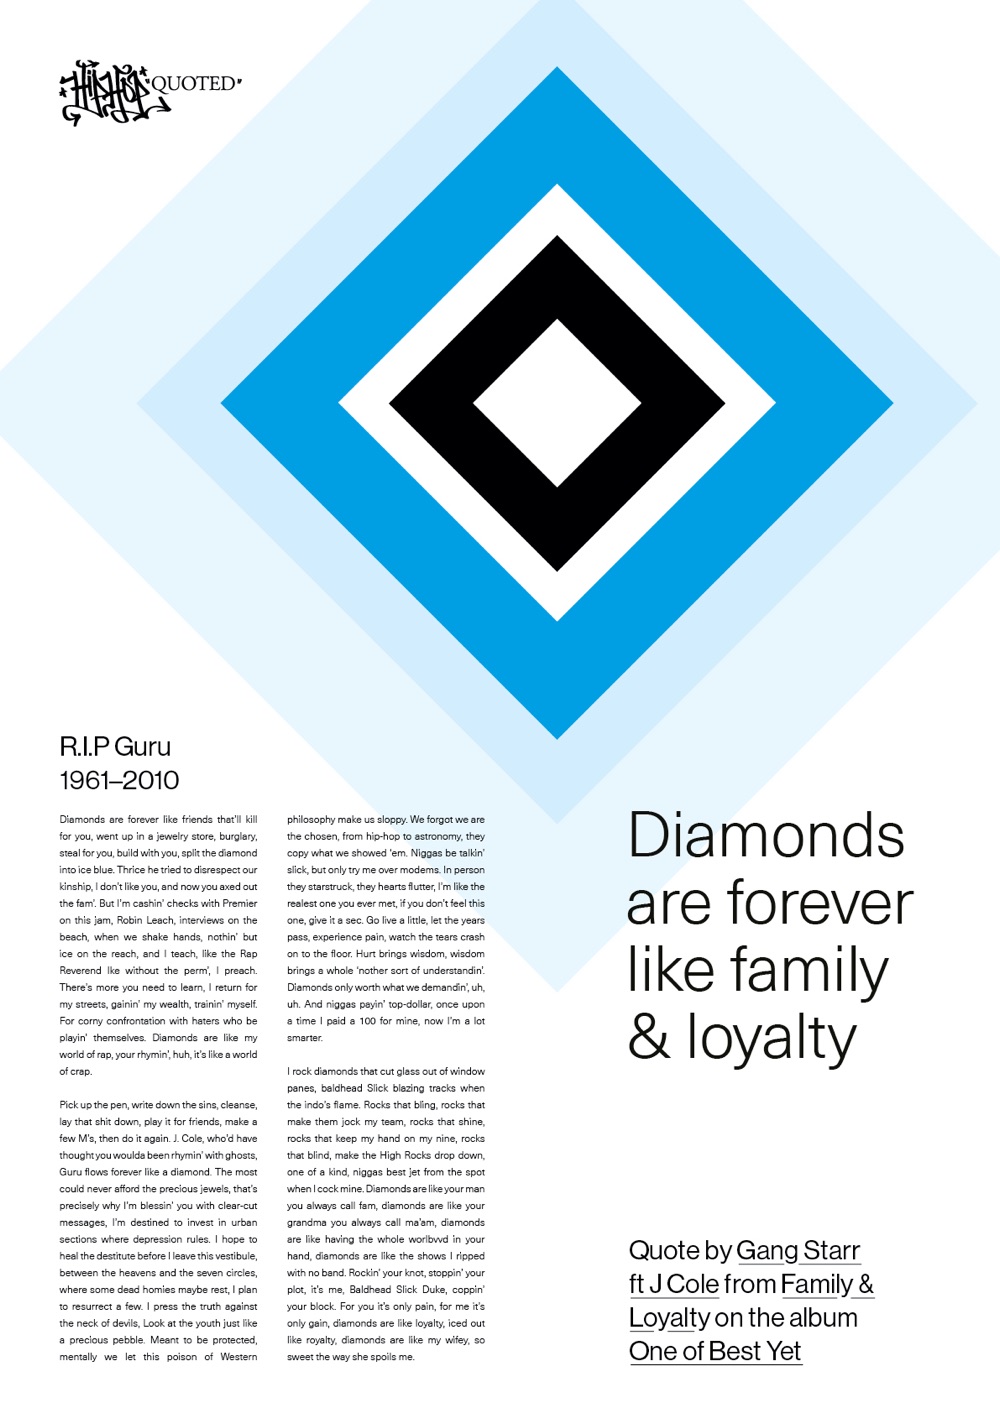 HIPHOP “QUOTED”
R.I.P Guru
1961–2010
Diamonds are forever like friends that’ll kill
for you, went up in a jewelry store, burglary,
steal for you, build with you, split the diamond
into ice blue. Thrice he tried to disrespect our
kinship, I don’t like you, and now you axed out
the fam’. But I’m cashin’ checks with Premier
on this jam, Robin Leach, interviews on the
beach, when we shake hands, nothin’ but
ice on the reach, and I teach, like the Rap
Reverend Ike without the perm’, I preach.
There’s more you need to learn, I return for
my streets, gainin’ my wealth, trainin’ myself.
For corny confrontation with haters who be
playin’ themselves. Diamonds are like my
world of rap, your rhymin’, huh, it’s like a world
of crap.
Pick up the pen, write down the sins, cleanse,
lay that shit down, play it for friends, make a
few M’s, then do it again. J. Cole, who’d have
thought you woulda been rhymin’ with ghosts,
Guru flows forever like a diamond. The most
could never afford the precious jewels, that’s
precisely why I’m blessin’ you with clear-cut
messages, I’m destined to invest in urban
sections where depression rules. I hope to
heal the destitute before I leave this vestibule,
between the heavens and the seven circles,
where some dead homies maybe rest, I plan
to resurrect a few. I press the truth against
the neck of devils, Look at the youth just like
a precious pebble. Meant to be protected,
mentally we let this poison of Western
philosophy make us sloppy. We forgot we are
the chosen, from hip-hop to astronomy, they
copy what we showed ‘em. Niggas be talkin’
slick, but only try me over modems. In person
they starstruck, they hearts flutter, I’m like the
realest one you ever met, if you don’t feel this
one, give it a sec. Go live a little, let the years
pass, experience pain, watch the tears crash
on to the floor. Hurt brings wisdom, wisdom
brings a whole ‘nother sort of understandin’.
Diamonds only worth what we demandin’, uh,
uh. And niggas payin’ top-dollar, once upon
a time I paid a 100 for mine, now I’m a lot
smarter.
I rock diamonds that cut glass out of window
panes, baldhead Slick blazing tracks when
the indo’s flame. Rocks that bling, rocks that
make them jock my team, rocks that shine,
rocks that keep my hand on my nine, rocks
that blind, make the High Rocks drop down,
one of a kind, niggas best jet from the spot
when I cock mine. Diamonds are like your man
you always call fam, diamonds are like your
grandma you always call ma’am, diamonds
are like having the whole worlbvvd in your
hand, diamonds are like the shows I ripped
with no band. Rockin’ your knot, stoppin’ your
plot, it’s me, Baldhead Slick Duke, coppin’
your block. For you it’s only pain, for me it’s
only gain, diamonds are like loyalty, iced out
like royalty, diamonds are like my wifey, so
sweet the way she spoils me.
Diamonds
are forever
like family
& loyalty
Quote by Gang Starr
ft J Cole from Family &
Loyalty on the album
One of Best Yet